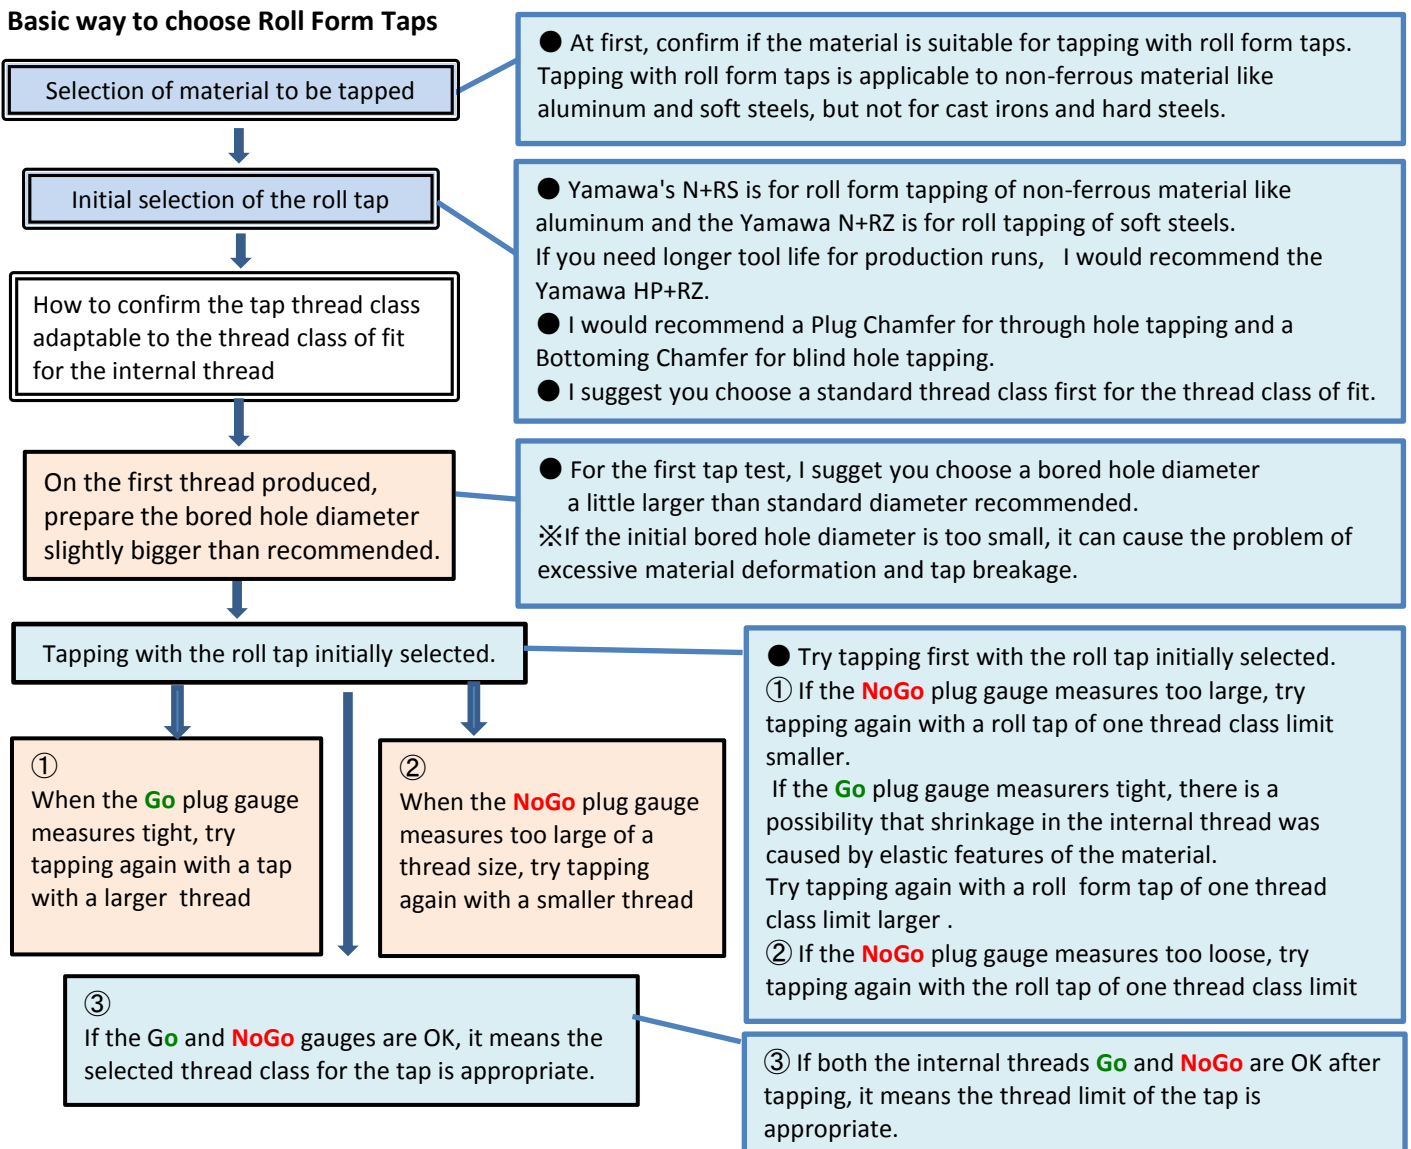 Basic way to choose Roll Form Taps
Selection of material to be tapped
● At first, confirm if the material is suitable for tapping with roll form taps.
Tapping with roll form taps is applicable to non-ferrous material like
aluminum and soft steels, but not for cast irons and hard steels.
Initial selection of the roll tap
● Yamawa's N+RS is for roll form tapping of non-ferrous material like
aluminum and the Yamawa N+RZ is for roll tapping of soft steels.
If you need longer tool life for production runs, I would recommend the
Yamawa HP+RZ.
● I would recommend a Plug Chamfer for through hole tapping and a
Bottoming Chamfer for blind hole tapping.
● I suggest you choose a standard thread class first for the thread class of fit.
How to confirm the tap thread class
adaptable to the thread class of fit
for the internal thread
On the first thread produced,
prepare the bored hole diameter
slightly bigger than recommended.
● For the first tap test, I sugget you choose a bored hole diameter
a little larger than standard diameter recommended.
※If the initial bored hole diameter is too small, it can cause the problem of
excessive material deformation and tap breakage.
Tapping with the roll tap initially selected.
● Try tapping first with the roll tap initially selected.
① If the NoGo plug gauge measures too large, try
tapping again with a roll tap of one thread class limit
smaller.
If the Go plug gauge measurers tight, there is a
possibility that shrinkage in the internal thread was
caused by elastic features of the material.
Try tapping again with a roll form tap of one thread
class limit larger .
② If the NoGo plug gauge measures too loose, try
tapping again with the roll tap of one thread class limit
①
When the Go plug gauge
measures tight, try
tapping again with a tap
with a larger thread
②
When the NoGo plug gauge
measures too large of a
thread size, try tapping
again with a smaller thread
③
If the Go and NoGo gauges are OK, it means the
selected thread class for the tap is appropriate.
③ If both the internal threads Go and NoGo are OK after
tapping, it means the thread limit of the tap is
appropriate.